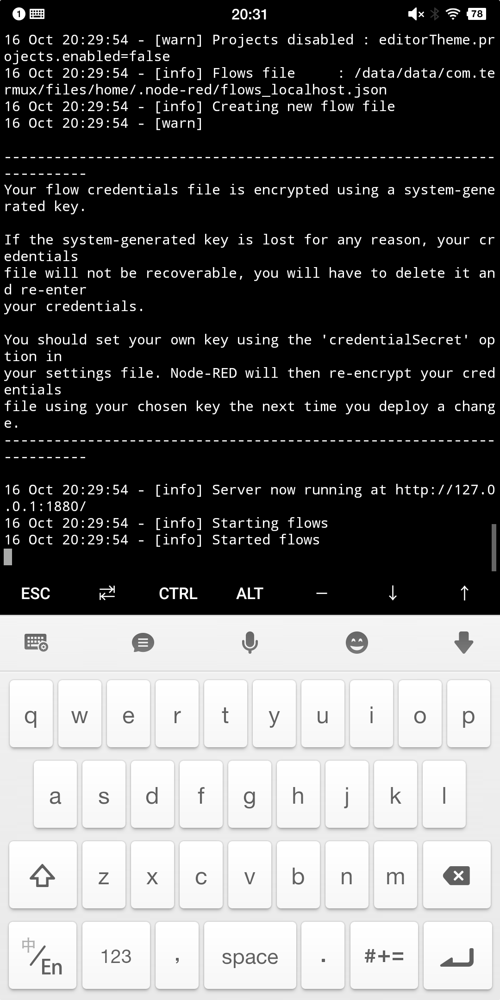 1
20:31
78
16 Oct 20:29:54 - [warn] Projects disabled : editorTheme.pr
ojects.enabled=false
16 Oct 20:29:54 - [info] Flows file     : /data/data/com.te
rmux/files/home/.node-red/flows_localhost.json
16 Oct 20:29:54 - [info] Creating new flow file
16 Oct 20:29:54 - [warn]
-----------------------------------------------------------
----------
Your flow credentials file is encrypted using a system-gene
rated key.
If the system-generated key is lost for any reason, your cr
edentials
file will not be recoverable, you will have to delete it an
d re-enter
your credentials.
You should set your own key using the 'credentialSecret' op
tion in
your settings file. Node-RED will then re-encrypt your cred
entials
file using your chosen key the next time you deploy a chang
e.
-----------------------------------------------------------
----------
16 Oct 20:29:54 - [info] Server now running at http://127.0
.0.1:1880/
16 Oct 20:29:54 - [info] Starting flows
16 Oct 20:29:54 - [info] Started flows
ESC ⇄ CTRL ALT — ↓ ↑
q w e r t y u i o p
a s d f g h j k l
z x c v b n m
中/En 123 , space . #+=